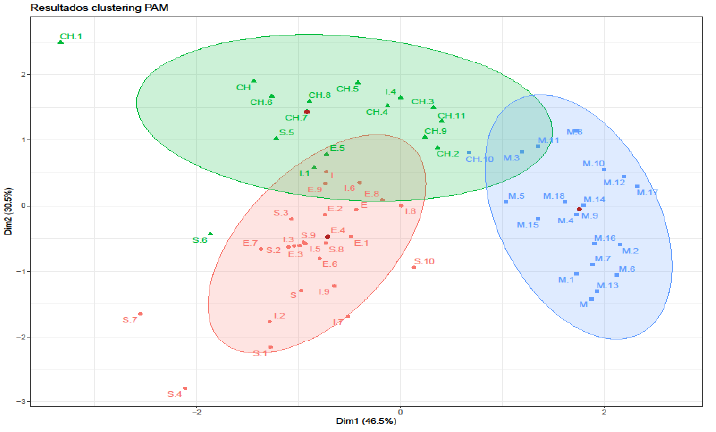 Resultados clustering PAM
CH.1
CH
CH.6
CH.8
CH.5
I.4
CH.7
CH.4
CH.3
CH.11
S.5
CH.9
CH.2
CH.10
E.5
I.1
I
E.9
I.6
E.8
E
I.8
E.2
S.3
S.6
E.4
E.1
E.7
S.2
I.3
S.9
E.3
I.5
S.8
E.6
S.10
S
I.9
I.2
I.7
S.1
S.7
S.4
M.8
M.11
M.3
M.10
M.12
M.17
M.5
M.18
M.14
M.4
M.9
M.15
M.16
M.2
M.7
M.1
M.6
M.13
M
2
1
0
−1
−2
−3
Dim2 (30.5%)
−2
0
2
Dim1 (46.5%)